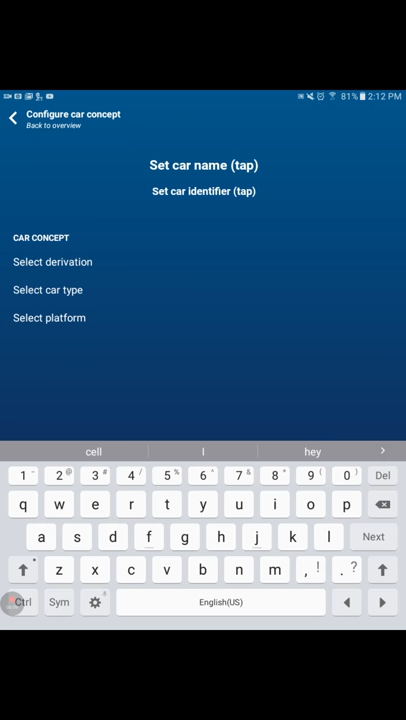 81% 2:12 PM
Configure car concept
Back to overview
Set car name (tap)
Set car identifier (tap)
CAR CONCEPT
Select derivation
Select car type
Select platform
cell I hey >
1 - 2 @ 3 # 4 / 5 % 6 ^ 7 & 8 * 9 ( 0 ) Del
q w e r t y u i o p
a s d f g h j k l Next
z x c v b n m , ! . ?
Ctrl Sym English(US)